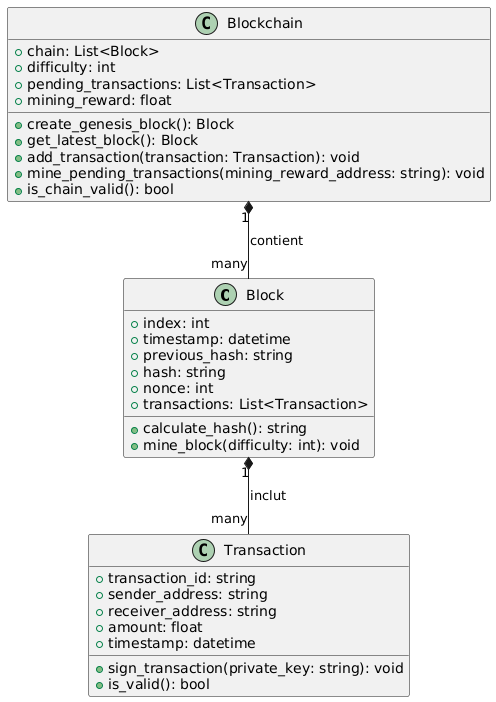 C Blockchain
chain: List<Block>
difficulty: int
pending_transactions: List<Transaction>
mining_reward: float
create_genesis_block(): Block
get_latest_block(): Block
add_transaction(transaction: Transaction): void
mine_pending_transactions(mining_reward_address: string): void
is_chain_valid(): bool
1
contient
many
C Block
index: int
timestamp: datetime
previous_hash: string
hash: string
nonce: int
transactions: List<Transaction>
calculate_hash(): string
mine_block(difficulty: int): void
1
inclut
many
C Transaction
transaction_id: string
sender_address: string
receiver_address: string
amount: float
timestamp: datetime
sign_transaction(private_key: string): void
is_valid(): bool